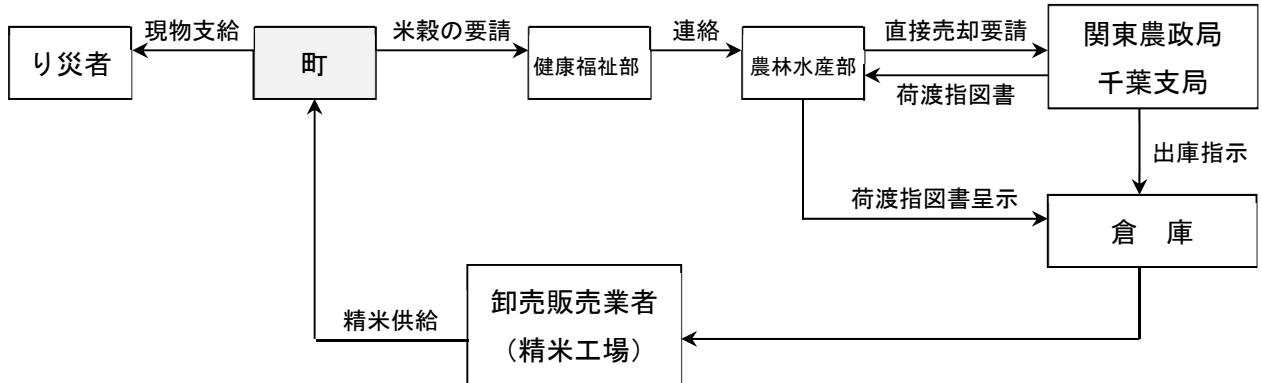 現物支給
米穀の要請
連絡
直接売却要請
り災者
町
健康福祉部
農林水産部
関東農政局
千葉支局
荷渡指図書
出庫指示
荷渡指図書呈示
倉　庫
卸売販売業者
（精米工場）
精米供給